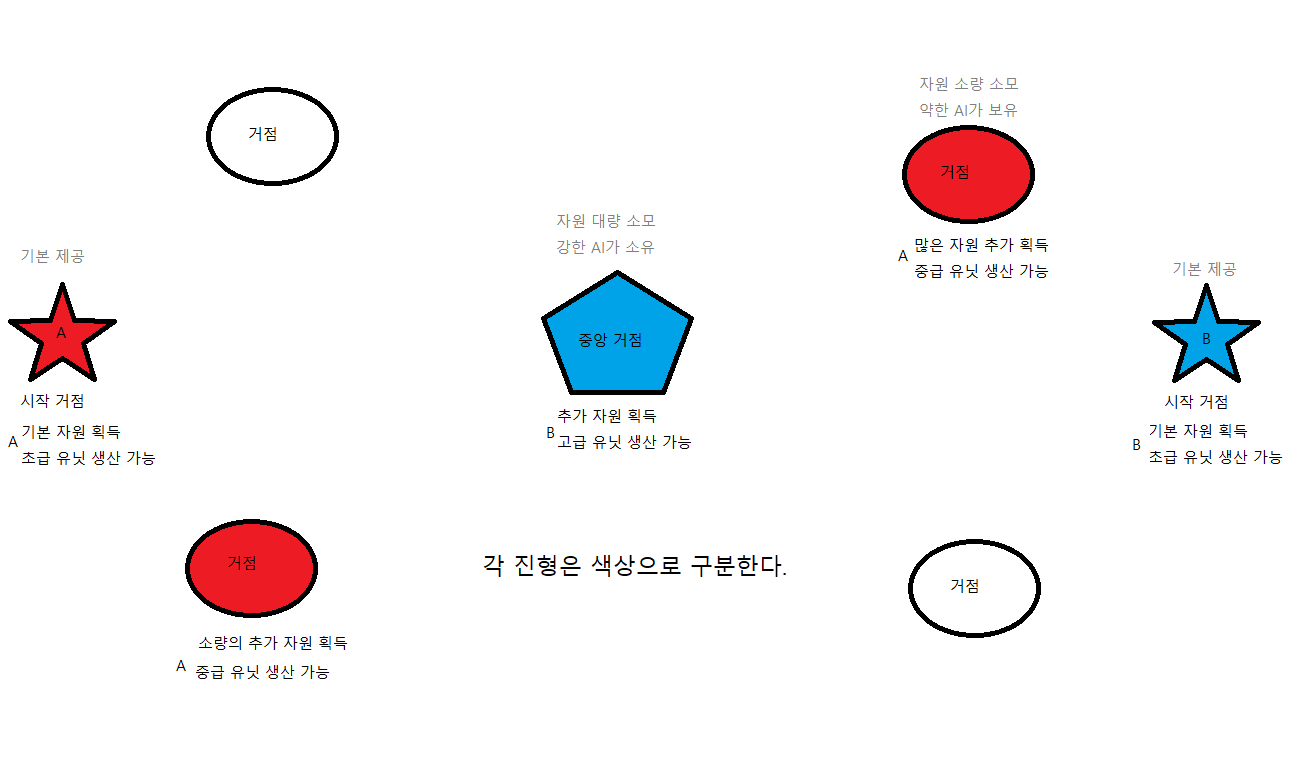 거점
자원 소량 소모
약한 AI가 보유
거점
A
많은 자원 추가 획득
중급 유닛 생산 가능
기본 제공
A
시작 거점
A
기본 자원 획득
초급 유닛 생산 가능
자원 대량 소모
강한 AI가 소유
중앙 거점
B
추가 자원 획득
고급 유닛 생산 가능
기본 제공
B
시작 거점
B
기본 자원 획득
초급 유닛 생산 가능
거점
A
소량의 추가 자원 획득
중급 유닛 생산 가능
각 진형은 색상으로 구분한다.
거점